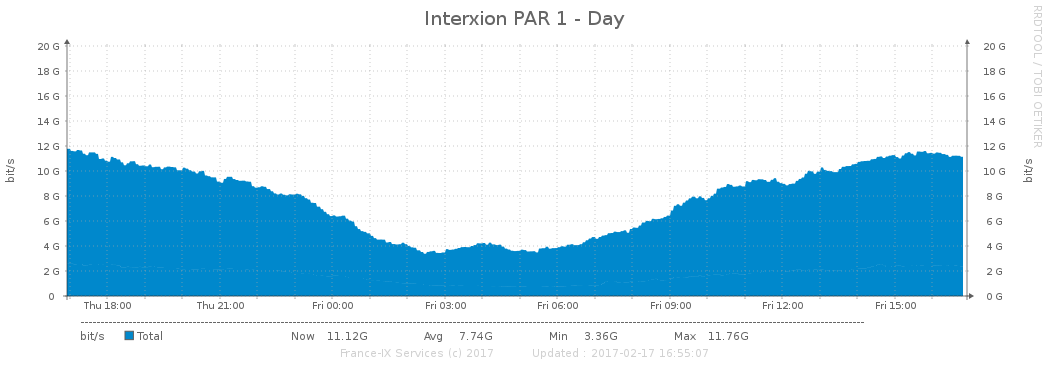 Interxion PAR 1 - Day
RRDTOOL / TOBI OETIKER
20 G 20 G
18 G 18 G
16 G 16 G
14 G 14 G
12 G 12 G
10 G 10 G
8 G 8 G
6 G 6 G
4 G 4 G
2 G 2 G
0 0 G
bit/s
bit/s
Thu 18:00 Thu 21:00 Fri 00:00 Fri 03:00 Fri 06:00 Fri 09:00 Fri 12:00 Fri 15:00
bit/s Total Now 11.12G Avg 7.74G Min 3.36G Max 11.76G
France-IX Services (c) 2017 Updated : 2017-02-17 16:55:07